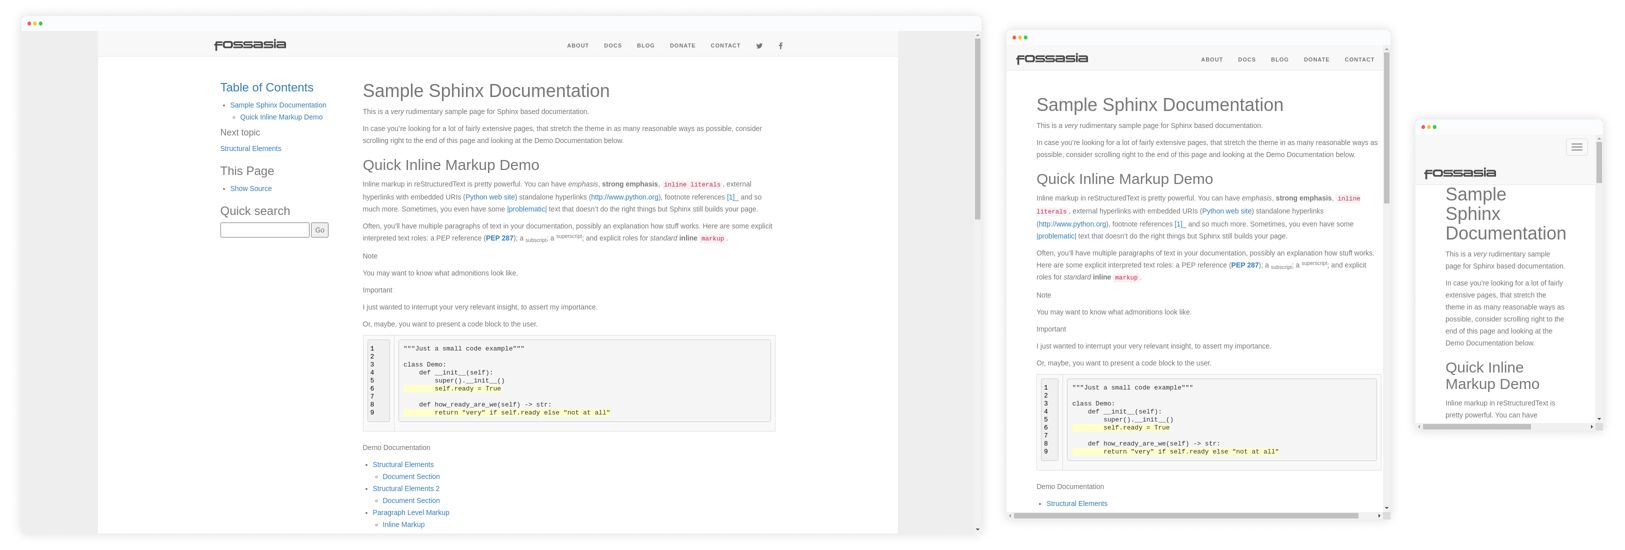 fossasia
ABOUT DOCS BLOG DONATE CONTACT
Table of Contents
Sample Sphinx Documentation
Quick Inline Markup Demo
Next topic
Structural Elements
This Page
Show Source
Quick search
Go
Sample Sphinx Documentation
This is a very rudimentary sample page for Sphinx based documentation.
In case you're looking for a lot of fairly extensive pages, that stretch the theme in as many reasonable ways as possible, consider
scrolling right to the end of this page and looking at the Demo Documentation below.
Quick Inline Markup Demo
Inline markup in reStructuredText is pretty powerful. You can have emphasis, strong emphasis, inline literals, external
hyperlinks with embedded URIs (Python web site) standalone hyperlinks (http://www.python.org), footnote references [1]_ and so
much more. Sometimes, you even have some |problematic| text that doesn't do the right things but Sphinx still builds your page.
Often, you'll have multiple paragraphs of text in your documentation, possibly an explanation how stuff works. Here are some explicit
interpreted text roles: a PEP reference (PEP 287); a subscript; a superscript; and explicit roles for standard inline markup.
Note
You may want to know what admonitions look like.
Important
I just wanted to interrupt your very relevant insight, to assert my importance.
Or, maybe, you want to present a code block to the user.
1 """Just a small code example"""
2
3 class Demo:
4 def __init__(self):
5 super().__init__()
6 self.ready = True
7
8 def how_ready_are_we(self) -> str:
9 return "very" if self.ready else "not at all"
Demo Documentation
Structural Elements
Document Section
Structural Elements 2
Document Section
Paragraph Level Markup
Inline Markup
fossasia
ABOUT DOCS BLOG DONATE CONTACT
Sample Sphinx Documentation
This is a very rudimentary sample page for Sphinx based documentation.
In case you're looking for a lot of fairly extensive pages, that stretch the theme in as many reasonable ways as
possible, consider scrolling right to the end of this page and looking at the Demo Documentation below.
Quick Inline Markup Demo
Inline markup in reStructuredText is pretty powerful. You can have emphasis, strong emphasis, inline
literals, external hyperlinks with embedded URIs (Python web site) standalone hyperlinks
(http://www.python.org), footnote references [1]_ and so much more. Sometimes, you even have some
|problematic| text that doesn't do the right things but Sphinx still builds your page.
Often, you'll have multiple paragraphs of text in your documentation, possibly an explanation how stuff works.
Here are some explicit interpreted text roles: a PEP reference (PEP 287); a subscript; a superscript; and explicit
roles for standard inline markup.
Note
You may want to know what admonitions look like.
Important
I just wanted to interrupt your very relevant insight, to assert my importance.
Or, maybe, you want to present a code block to the user.
1 """Just a small code example"""
2
3 class Demo:
4 def __init__(self):
5 super().__init__()
6 self.ready = True
7
8 def how_ready_are_we(self) -> str:
9 return "very" if self.ready else "not at all"
Demo Documentation
Structural Elements
fossasia
Sample
Sphinx
Documentation
This is a very rudimentary sample
page for Sphinx based documentation.
In case you're looking for a lot of fairly
extensive pages, that stretch the
theme in as many reasonable ways as
possible, consider scrolling right to the
end of this page and looking at the
Demo Documentation below.
Quick Inline
Markup Demo
Inline markup in reStructuredText is
pretty powerful. You can have